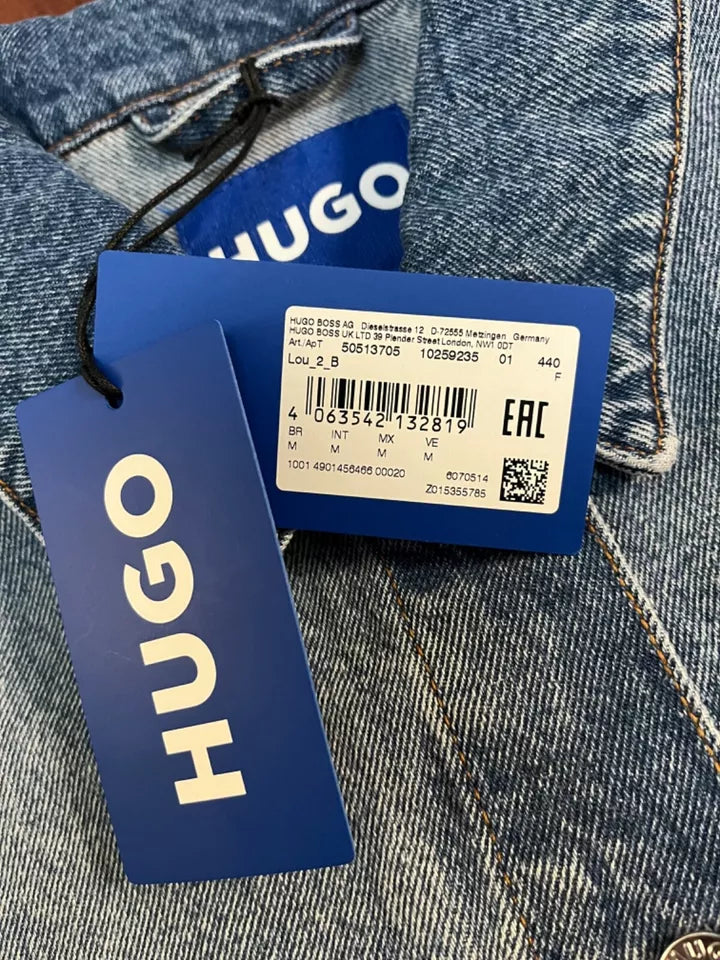 HUGO
HUGO BOSS AG Dieselstrasse 12 D-72555 Metzingen Germany
HUGO BOSS UK LTD 39 Plender Street London, NW1 0DT
Art./АрТ 50513705 10259235 01 440
Lou_2_B F
4 063542 132819
EAC
BR INT MX VE
M M M M
1001 4901456466 00020 6070514
Z015355785
HUGO